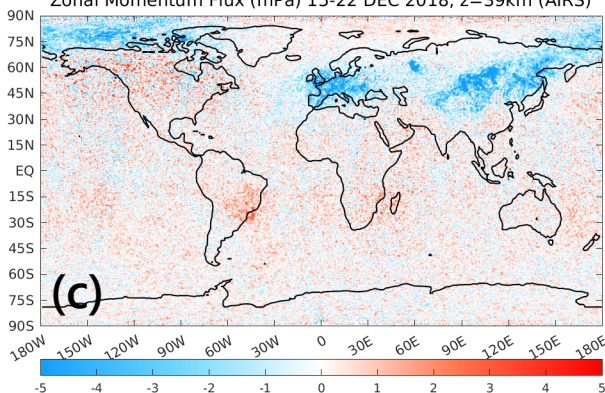 Zonal Momentum Flux (mPa) 15-22 DEC 2018, z=39km (AIRS)
90N
75N
60N
45N
30N
15N
EQ
15S
30S
45S
60S
75S
90S
(c)
180W 150W 120W 90W 60W 30W 0 30E 60E 90E 120E 150E 180E
-5 -4 -3 -2 -1 0 1 2 3 4 5